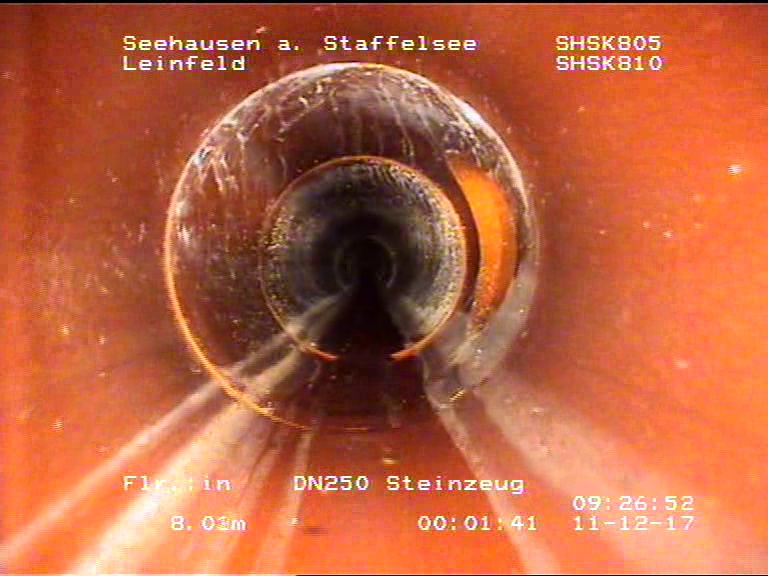 Seehausen a. Staffelsee SHSK805
Leinfeld SHSK810
DN250 Steinzeug
09:26:52
8.03m 00:01:41 11-12-17